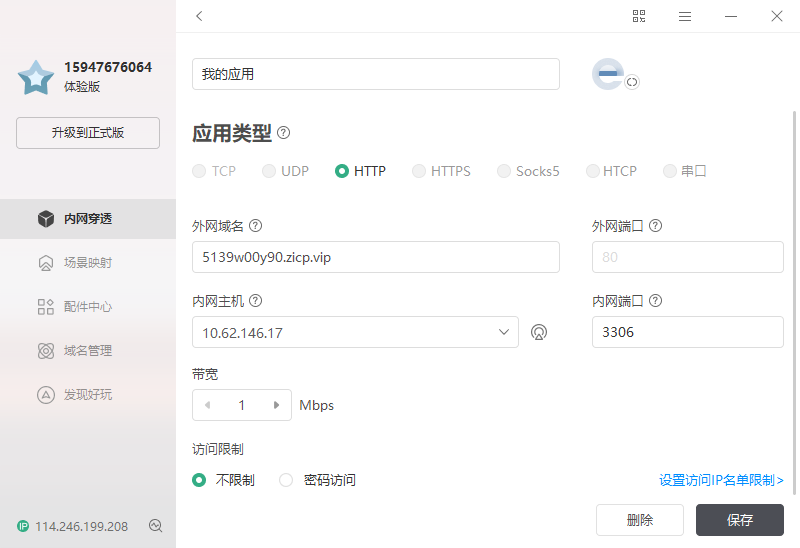 15947676064
体验版
升级到正式版
内网穿透
场景映射
配件中心
域名管理
发现好玩
IP 114.246.199.208
我的应用
应用类型
TCP UDP HTTP HTTPS Socks5 HTCP 串口
外网域名 外网端口
5139w00y90.zicp.vip 80
内网主机 内网端口
10.62.146.17 3306
带宽
1 Mbps
访问限制
不限制 密码访问 设置访问IP名单限制>
删除 保存